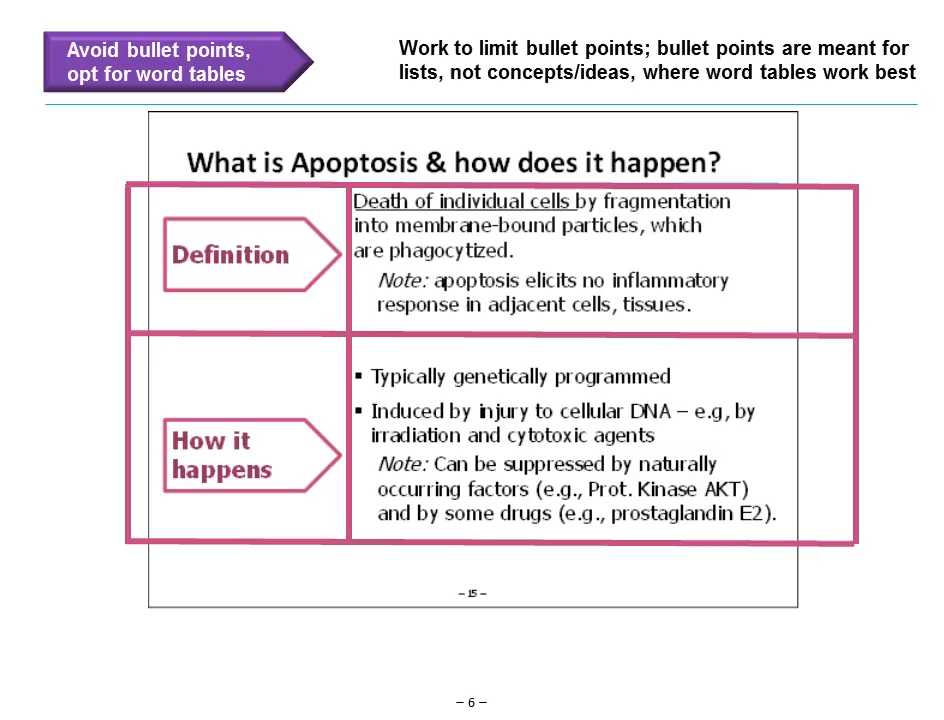 Avoid bullet points,
opt for word tables
Work to limit bullet points; bullet points are meant for
lists, not concepts/ideas, where word tables work best
What is Apoptosis & how does it happen?
Definition
Death of individual cells by fragmentation
into membrane-bound particles, which
are phagocytized.
Note: apoptosis elicits no inflammatory
response in adjacent cells, tissues.
How it
happens
▪ Typically genetically programmed
▪ Induced by injury to cellular DNA – e.g, by
irradiation and cytotoxic agents
Note: Can be suppressed by naturally
occurring factors (e.g., Prot. Kinase AKT)
and by some drugs (e.g., prostaglandin E2).
– 15 –
– 6 –